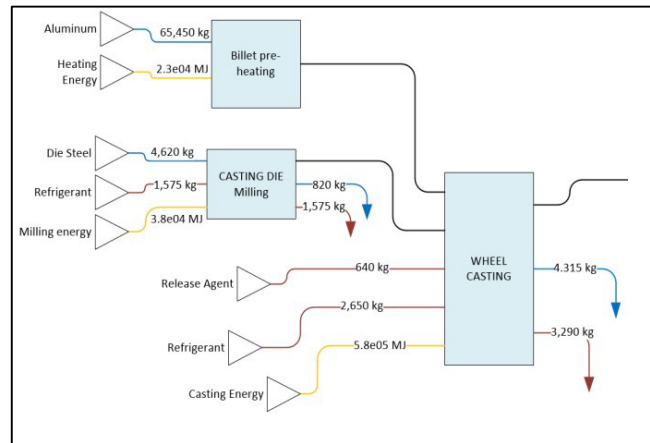 Aluminum
65,450 kg
Heating
Energy
2.3e04 MJ
Billet pre-
heating
Die Steel
4,620 kg
Refrigerant
1,575 kg
Milling energy
3.8e04 MJ
CASTING DIE
Milling
820 kg
1,575 kg
Release Agent
640 kg
Refrigerant
2,650 kg
Casting Energy
5.8e05 MJ
WHEEL
CASTING
4.315 kg
3,290 kg